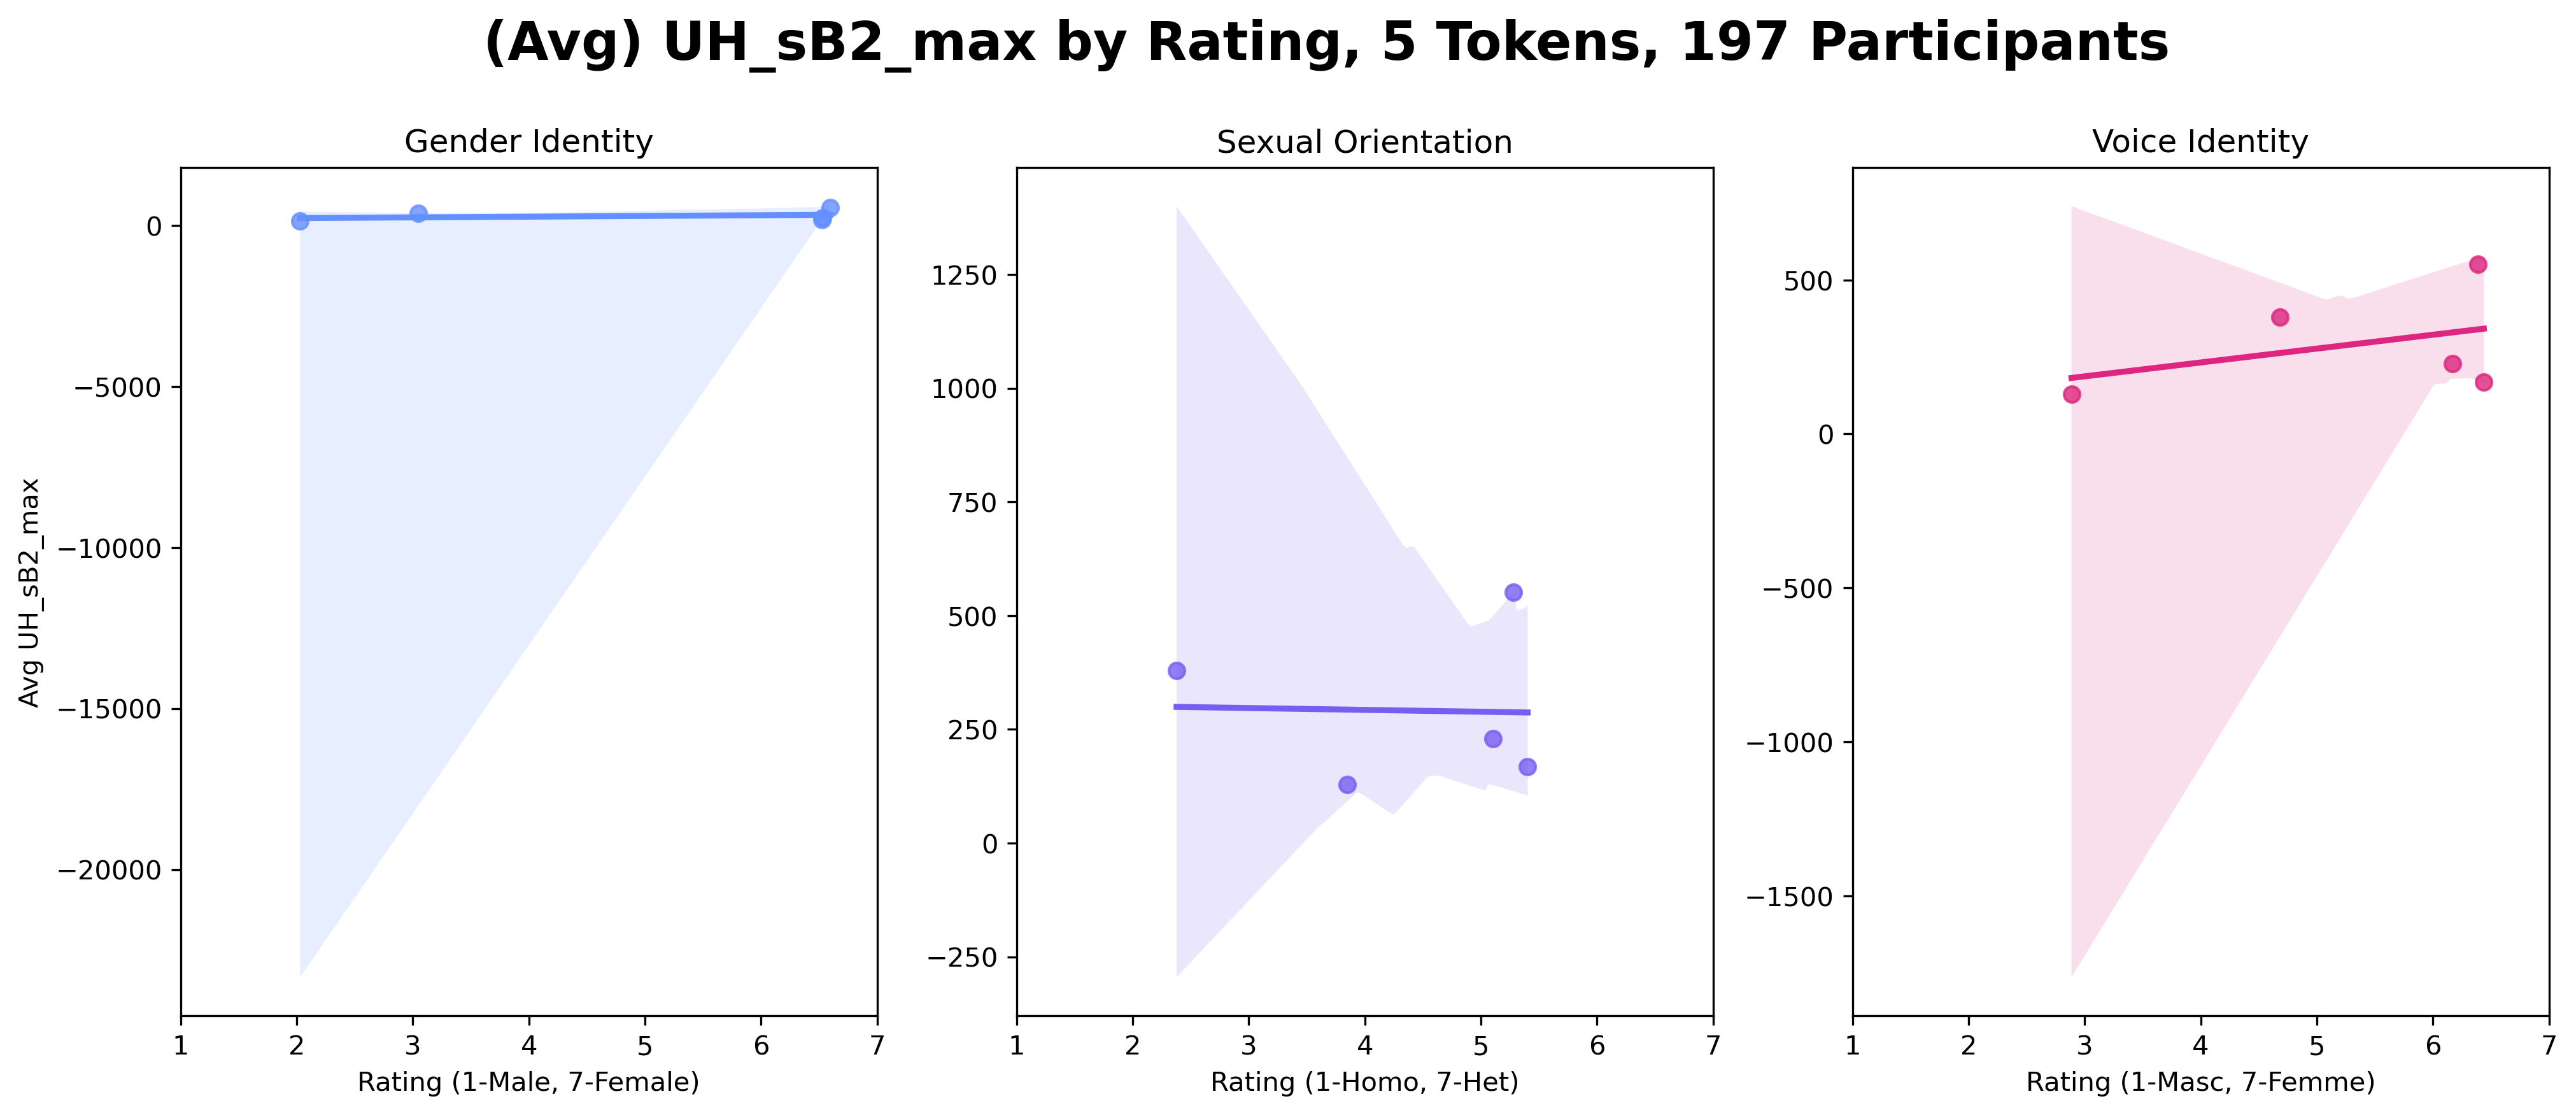 (Avg) UH_sB2_max by Rating, 5 Tokens, 197 Participants
Gender Identity
Avg UH_sB2_max
0
−5000
−10000
−15000
−20000
1 2 3 4 5 6 7
Rating (1-Male, 7-Female)
Sexual Orientation
1250
1000
750
500
250
0
−250
1 2 3 4 5 6 7
Rating (1-Homo, 7-Het)
Voice Identity
500
0
−500
−1000
−1500
1 2 3 4 5 6 7
Rating (1-Masc, 7-Femme)